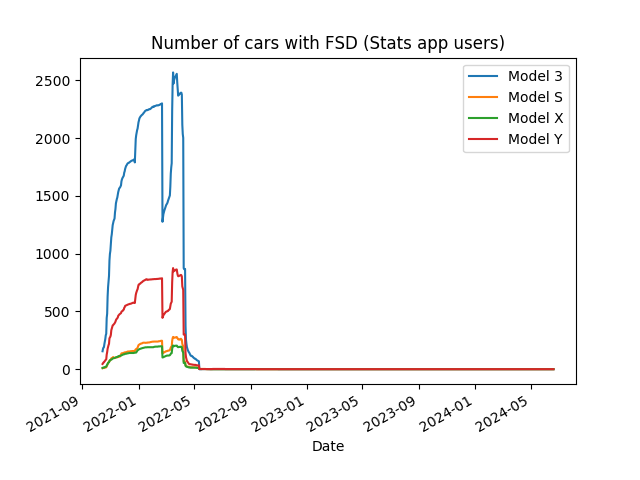 Number of cars with FSD (Stats app users)
Model 3
Model S
Model X
Model Y
2500
2000
1500
1000
500
0
2021-09
2022-01
2022-05
2022-09
2023-01
2023-05
2023-09
2024-01
2024-05
Date